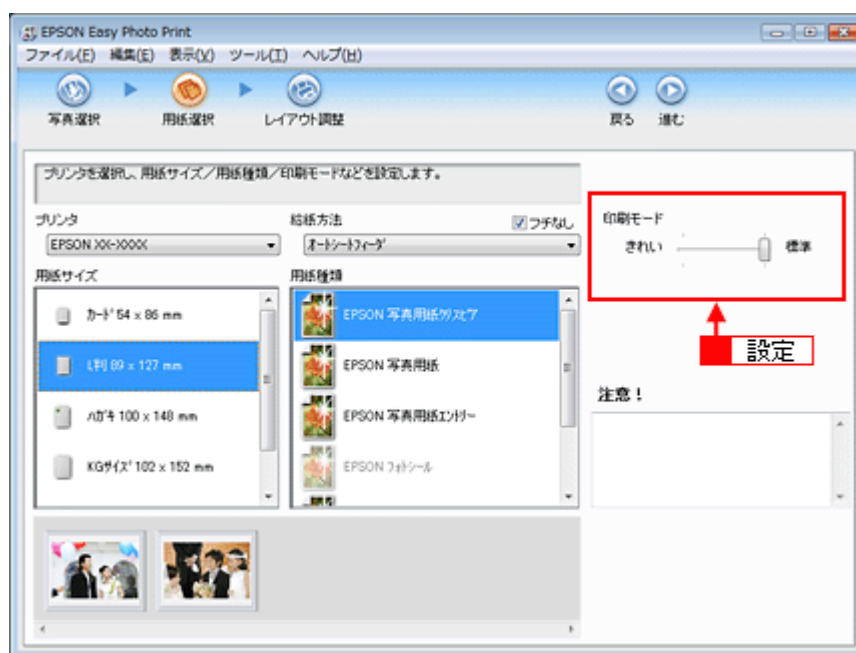 EPSON Easy Photo Print
ファイル(F) 編集(E) 表示(V) ツール(T) ヘルプ(H)
写真選択 用紙選択 レイアウト調整 戻る 進む
プリンタを選択し、用紙サイズ／用紙種類／印刷モードなどを設定します。
プリンタ
EPSON XX-XXXX
給紙方法
フチなし
オートシートフィーダ
用紙サイズ
カード 54 x 86 mm
L判 89 x 127 mm
ハガキ 100 x 148 mm
KGサイズ 102 x 152 mm
用紙種類
EPSON 写真用紙クリスピア
EPSON 写真用紙
EPSON 写真用紙エントリー
EPSON フォトシール
印刷モード
きれい 標準
設定
注意！